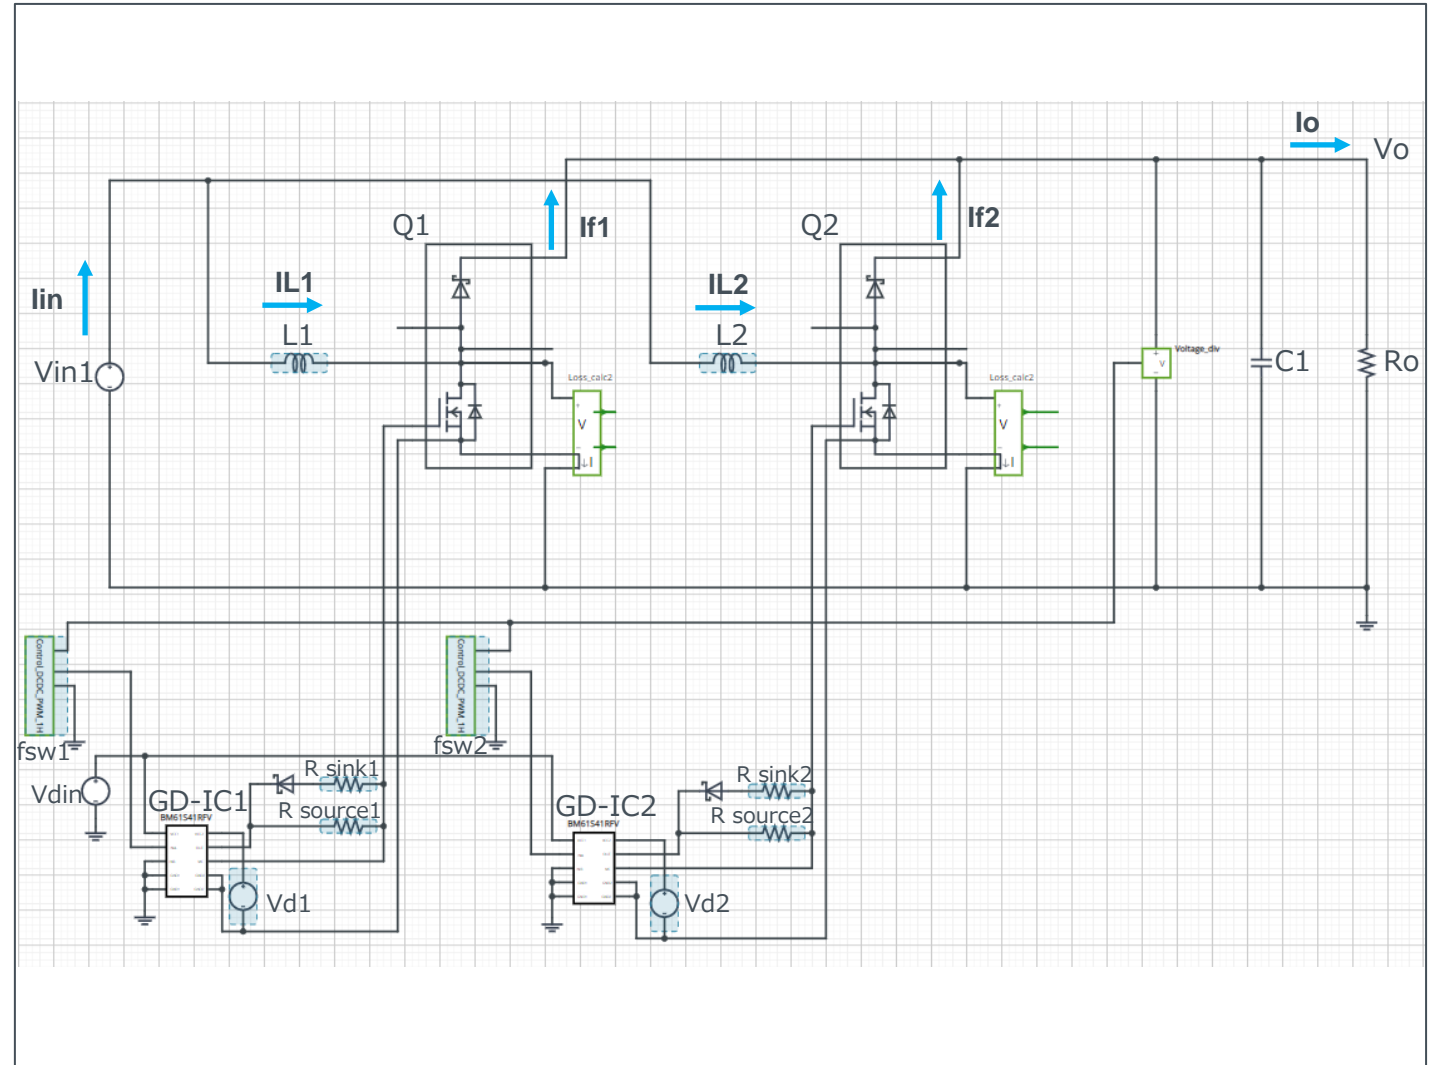 Io
Vo
Q1
If1
Q2
If2
Iin
IL1
IL2
L1
L2
Vin1
Loss_calc2
V
I
Loss_calc2
V
I
Voltage_div
V
C1
Ro
Control_DCDC_PWM_1H
fsw1
Control_DCDC_PWM_1H
fsw2
Vdin
GD-IC1
BM61541RFV
R sink1
R source1
GD-IC2
BM61541RFV
R sink2
R source2
Vd1
Vd2